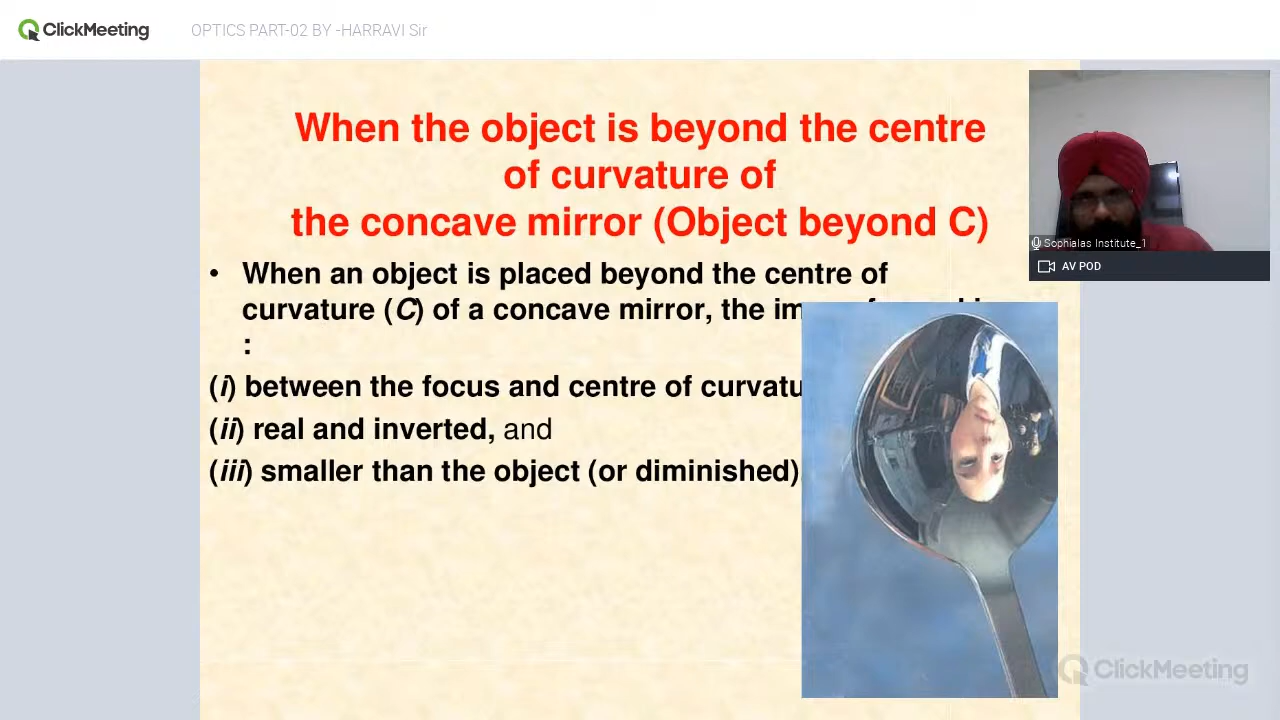 ClickMeeting
OPTICS PART-02 BY -HARRAVI Sir
When the object is beyond the centre
of curvature of
the concave mirror (Object beyond C)
• When an object is placed beyond the centre of
curvature (C) of a concave mirror, the
:
(i) between the focus and centre of
(ii) real and inverted, and
(iii) smaller than the object (or diminished)
Sophialas Institute_1
AV POD
ClickMeeting